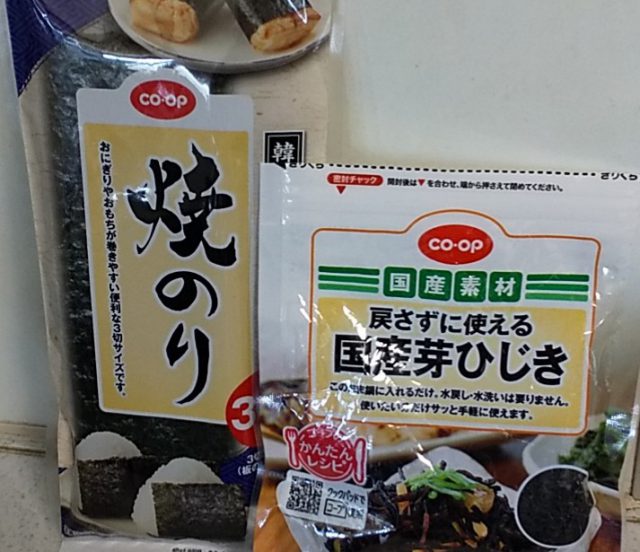 CO・OP
焼のり
おにぎりやおもちが巻きやすい便利な3切サイズです。
韓
3
3切
密封チャック
開封後は▼を合わせ、端から押さえて閉めてください。
きりくち
CO・OP
国産素材
戻さずに使える
国産芽ひじき
この鍋に入れるだけ。水戻し・水洗いは要りません。
使いたい分だけサッと手軽に使えます。
かんたん
レシピ
クックパッドで